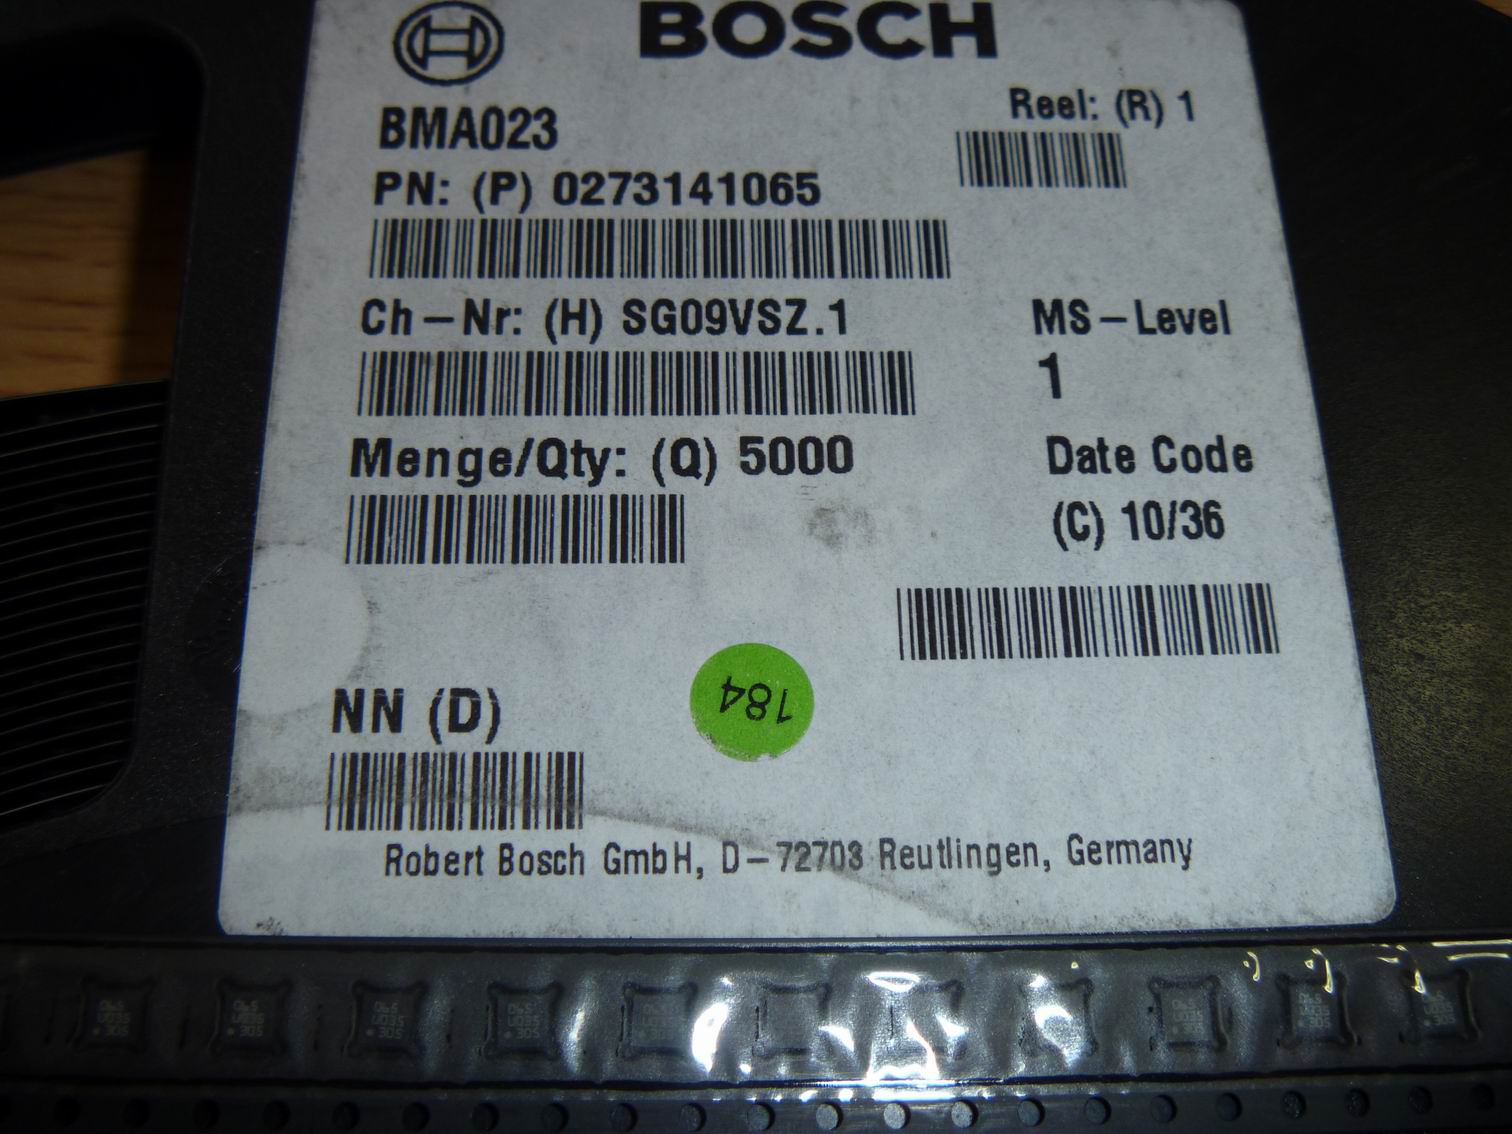 BOSCH
BMA023
Reel: (R) 1
PN: (P) 0273141065
Ch-Nr: (H) SG09VSZ.1
MS-Level
1
Menge/Qty: (Q) 5000
Date Code
(C) 10/36
184
NN (D)
Robert Bosch GmbH, D-72703 Reutlingen, Germany